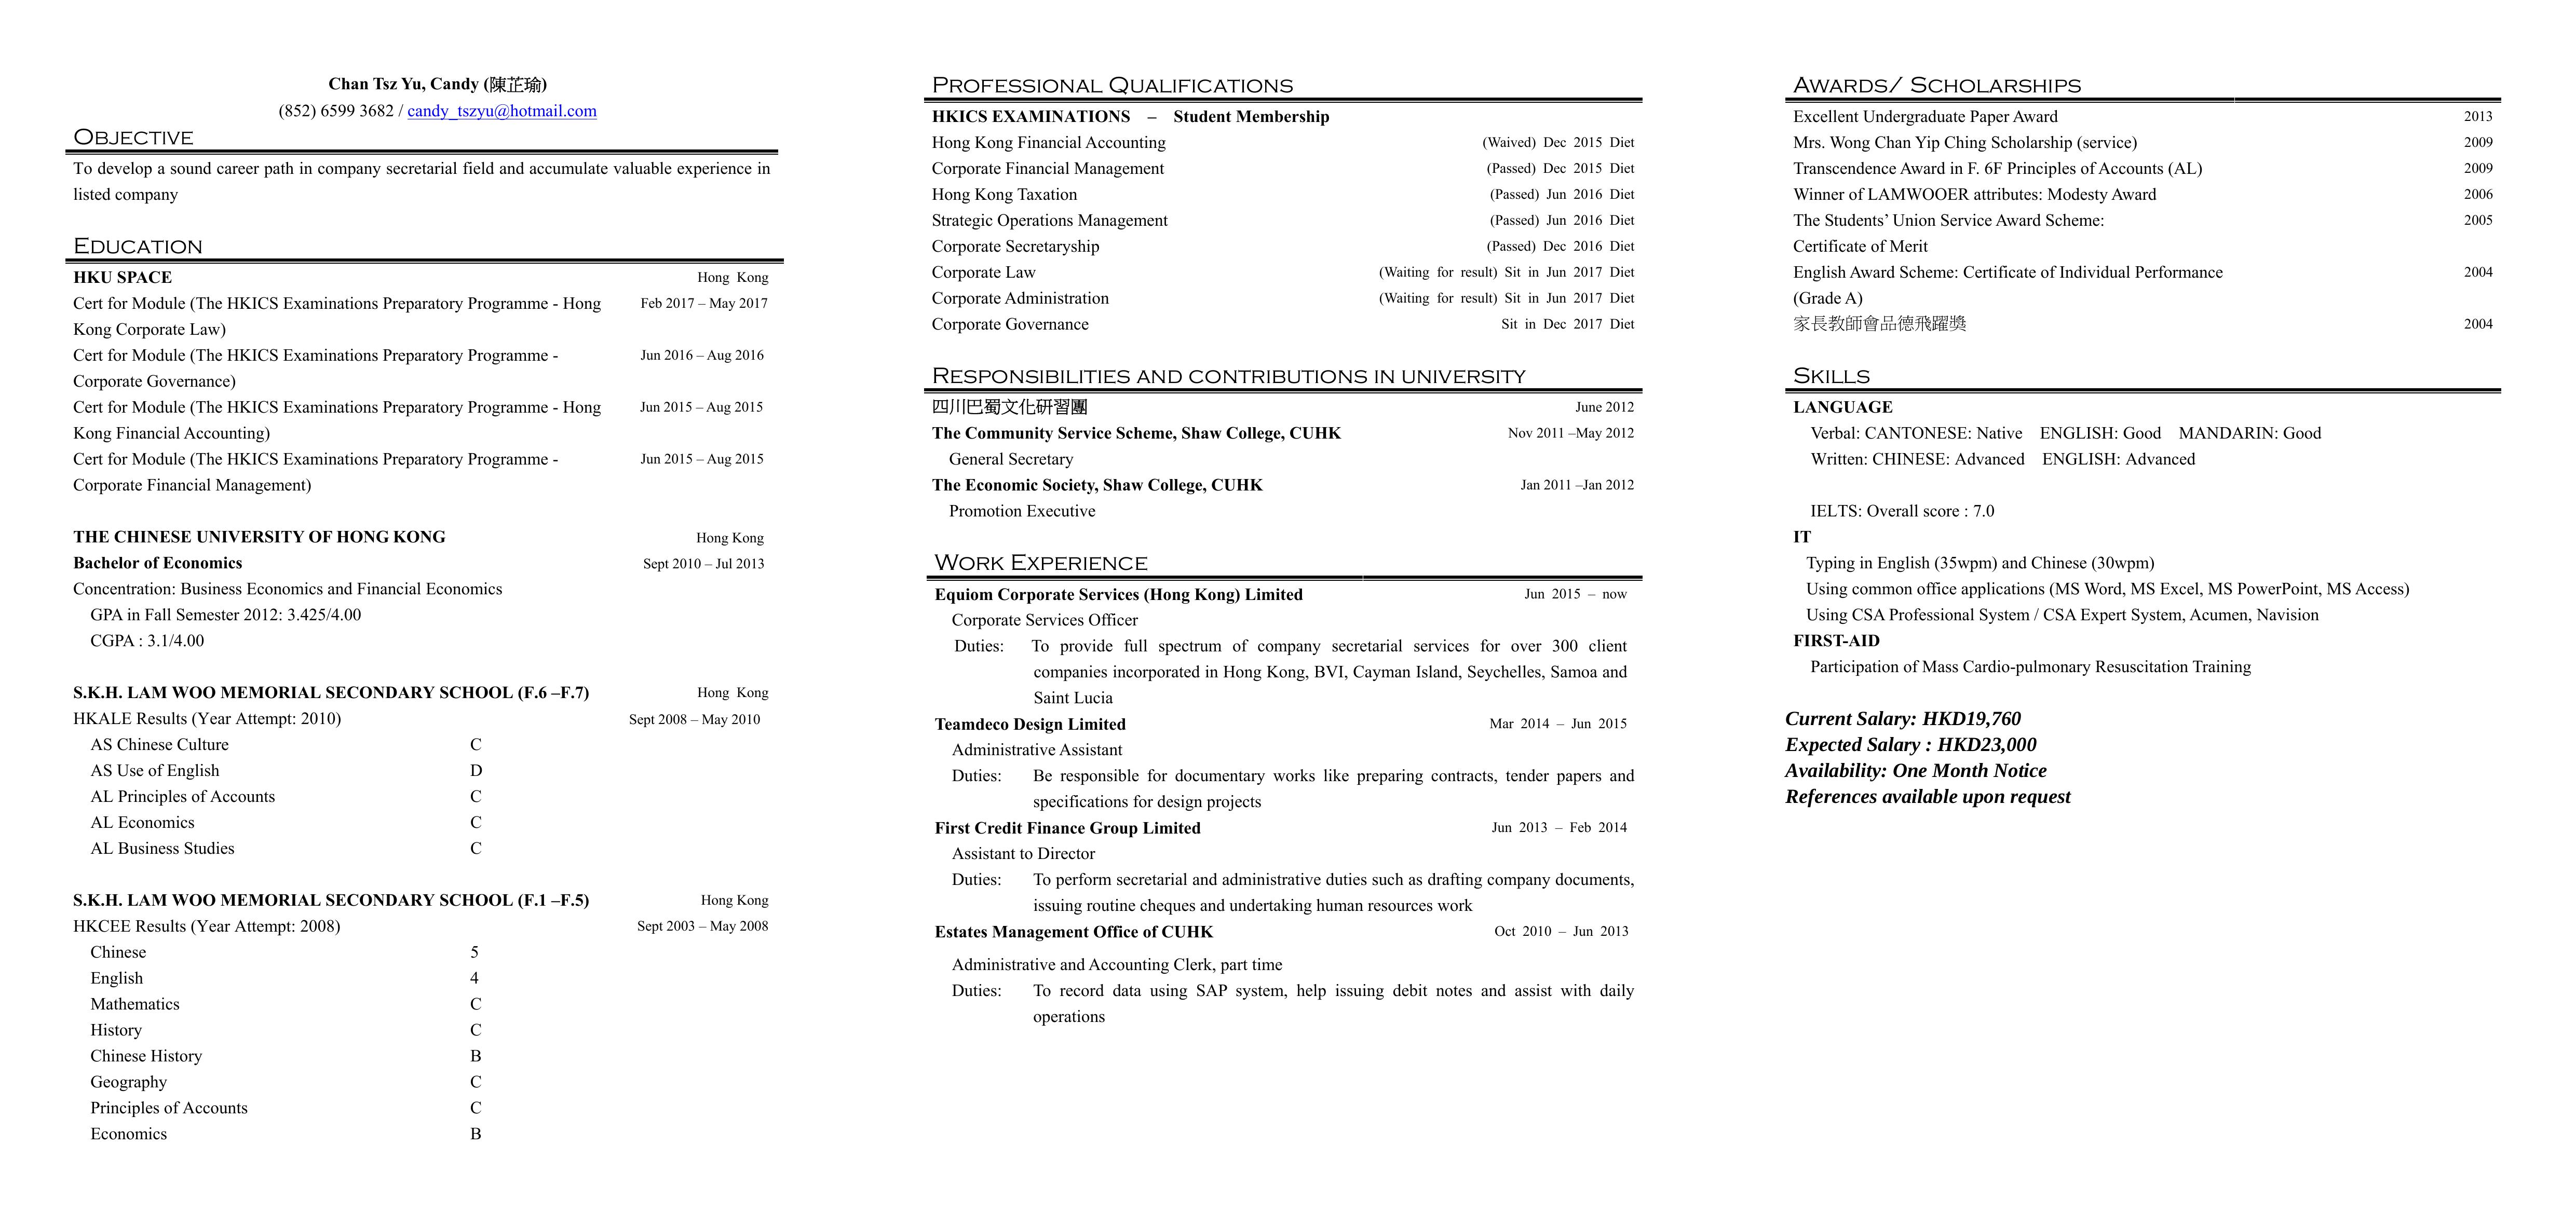 Chan Tsz Yu, Candy (陳芷瑜)
(852) 6599 3682 / candy_tszyu@hotmail.com
OBJECTIVE
To develop a sound career path in company secretarial field and accumulate valuable experience in
listed company
EDUCATION
HKU SPACE Hong Kong
Cert for Module (The HKICS Examinations Preparatory Programme - Hong Feb 2017 – May 2017
Kong Corporate Law)
Cert for Module (The HKICS Examinations Preparatory Programme - Jun 2016 – Aug 2016
Corporate Governance)
Cert for Module (The HKICS Examinations Preparatory Programme - Hong Jun 2015 – Aug 2015
Kong Financial Accounting)
Cert for Module (The HKICS Examinations Preparatory Programme - Jun 2015 – Aug 2015
Corporate Financial Management)
THE CHINESE UNIVERSITY OF HONG KONG Hong Kong
Bachelor of Economics Sept 2010 – Jul 2013
Concentration: Business Economics and Financial Economics
GPA in Fall Semester 2012: 3.425/4.00
CGPA : 3.1/4.00
S.K.H. LAM WOO MEMORIAL SECONDARY SCHOOL (F.6 –F.7) Hong Kong
HKALE Results (Year Attempt: 2010) Sept 2008 – May 2010
AS Chinese Culture C
AS Use of English D
AL Principles of Accounts C
AL Economics C
AL Business Studies C
S.K.H. LAM WOO MEMORIAL SECONDARY SCHOOL (F.1 –F.5) Hong Kong
HKCEE Results (Year Attempt: 2008) Sept 2003 – May 2008
Chinese 5
English 4
Mathematics C
History C
Chinese History B
Geography C
Principles of Accounts C
Economics B
PROFESSIONAL QUALIFICATIONS
HKICS EXAMINATIONS – Student Membership
Hong Kong Financial Accounting (Waived) Dec 2015 Diet
Corporate Financial Management (Passed) Dec 2015 Diet
Hong Kong Taxation (Passed) Jun 2016 Diet
Strategic Operations Management (Passed) Jun 2016 Diet
Corporate Secretaryship (Passed) Dec 2016 Diet
Corporate Law (Waiting for result) Sit in Jun 2017 Diet
Corporate Administration (Waiting for result) Sit in Jun 2017 Diet
Corporate Governance Sit in Dec 2017 Diet
RESPONSIBILITIES AND CONTRIBUTIONS IN UNIVERSITY
四川巴蜀文化研習團 June 2012
The Community Service Scheme, Shaw College, CUHK Nov 2011 –May 2012
General Secretary
The Economic Society, Shaw College, CUHK Jan 2011 –Jan 2012
Promotion Executive
WORK EXPERIENCE
Equiom Corporate Services (Hong Kong) Limited Jun 2015 – now
Corporate Services Officer
Duties: To provide full spectrum of company secretarial services for over 300 client
companies incorporated in Hong Kong, BVI, Cayman Island, Seychelles, Samoa and
Saint Lucia
Teamdeco Design Limited Mar 2014 – Jun 2015
Administrative Assistant
Duties: Be responsible for documentary works like preparing contracts, tender papers and
specifications for design projects
First Credit Finance Group Limited Jun 2013 – Feb 2014
Assistant to Director
Duties: To perform secretarial and administrative duties such as drafting company documents,
issuing routine cheques and undertaking human resources work
Estates Management Office of CUHK Oct 2010 – Jun 2013
Administrative and Accounting Clerk, part time
Duties: To record data using SAP system, help issuing debit notes and assist with daily
operations
AWARDS/ SCHOLARSHIPS
Excellent Undergraduate Paper Award 2013
Mrs. Wong Chan Yip Ching Scholarship (service) 2009
Transcendence Award in F. 6F Principles of Accounts (AL) 2009
Winner of LAMWOOER attributes: Modesty Award 2006
The Students’ Union Service Award Scheme: 2005
Certificate of Merit
English Award Scheme: Certificate of Individual Performance 2004
(Grade A)
家長教師會品德飛躍獎 2004
SKILLS
LANGUAGE
Verbal: CANTONESE: Native ENGLISH: Good MANDARIN: Good
Written: CHINESE: Advanced ENGLISH: Advanced
IELTS: Overall score : 7.0
IT
Typing in English (35wpm) and Chinese (30wpm)
Using common office applications (MS Word, MS Excel, MS PowerPoint, MS Access)
Using CSA Professional System / CSA Expert System, Acumen, Navision
FIRST-AID
Participation of Mass Cardio-pulmonary Resuscitation Training
Current Salary: HKD19,760
Expected Salary : HKD23,000
Availability: One Month Notice
References available upon request